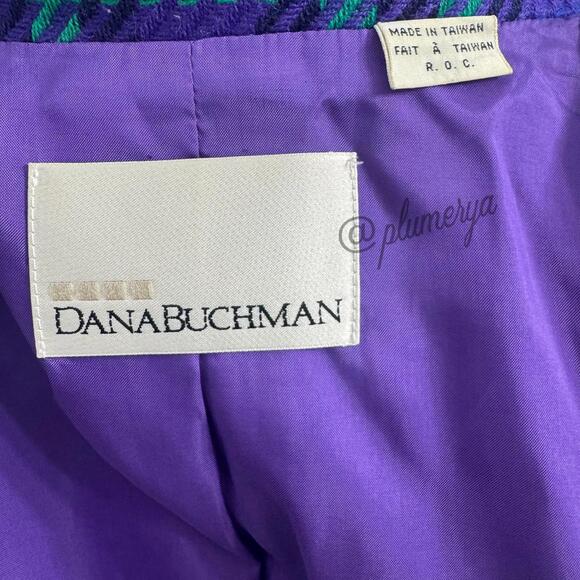 MADE IN TAIWAN
FAIT À TAIWAN
R. O. C.
@plumerya
DANABUCHMAN